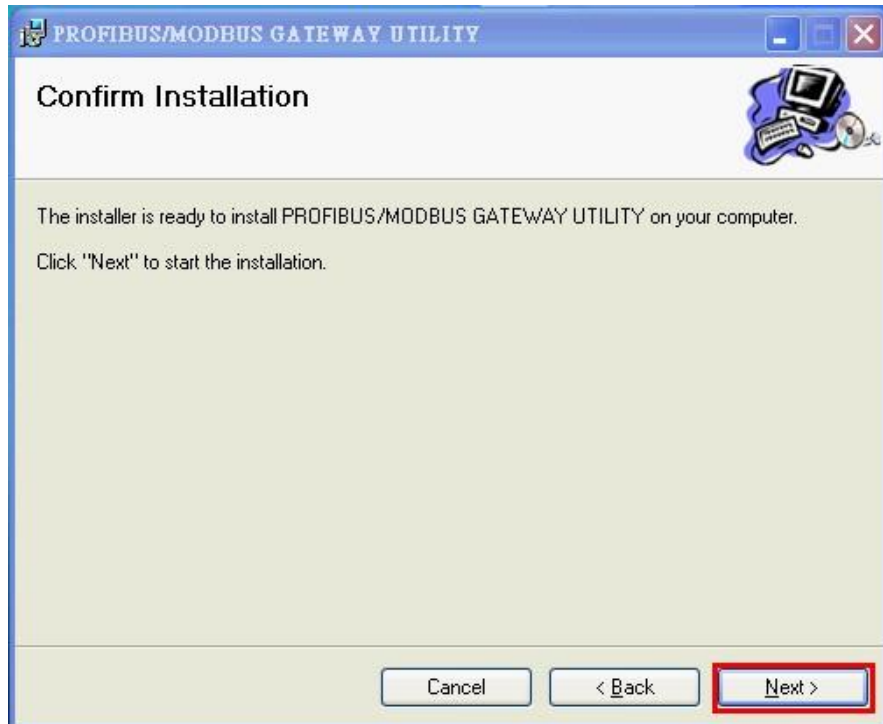 PROFIBUS/MODBUS GATEWAY UTILITY
Confirm Installation
The installer is ready to install PROFIBUS/MODBUS GATEWAY UTILITY on your computer.
Click "Next" to start the installation.
Cancel < Back Next >